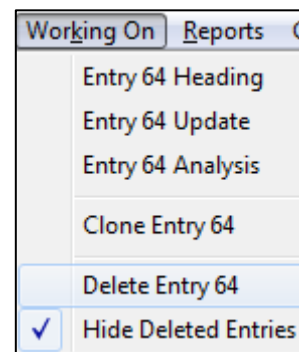 Working On Reports
Entry 64 Heading
Entry 64 Update
Entry 64 Analysis
Clone Entry 64
Delete Entry 64
Hide Deleted Entries